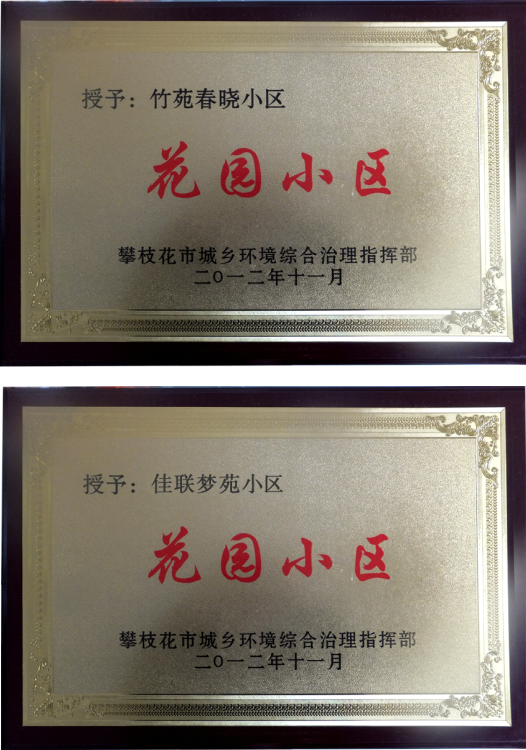 授予：竹苑春晓小区
花园小区
攀枝花市城乡环境综合治理指挥部
二〇一二年十一月
授予：佳联梦苑小区
花园小区
攀枝花市城乡环境综合治理指挥部
二〇一二年十一月